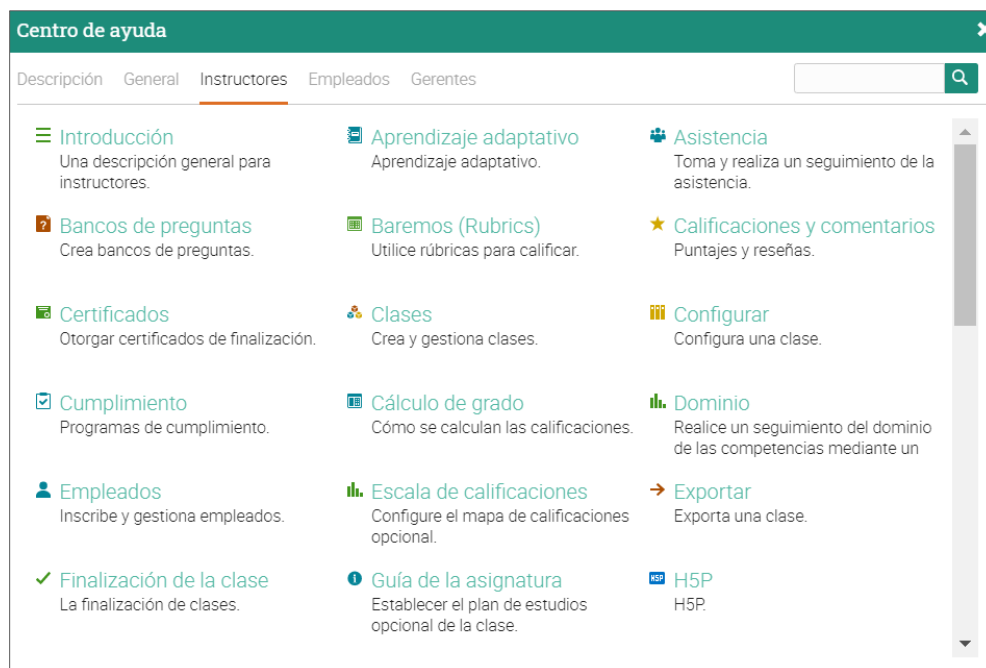 Centro de ayuda
Descripción General Instructores Empleados Gerentes
Introducción
Una descripción general para
instructores.
Aprendizaje adaptativo
Aprendizaje adaptativo.
Asistencia
Toma y realiza un seguimiento de la
asistencia.
Bancos de preguntas
Crea bancos de preguntas.
Baremos (Rubrics)
Utilice rúbricas para calificar.
Calificaciones y comentarios
Puntajes y reseñas.
Certificados
Otorgar certificados de finalización.
Clases
Crea y gestiona clases.
Configurar
Configura una clase.
Cumplimiento
Programas de cumplimiento.
Cálculo de grado
Cómo se calculan las calificaciones.
Dominio
Realice un seguimiento del dominio
de las competencias mediante un
Empleados
Inscribe y gestiona empleados.
Escala de calificaciones
Configure el mapa de calificaciones
opcional.
Exportar
Exporta una clase.
Finalización de la clase
La finalización de clases.
Guía de la asignatura
Establecer el plan de estudios
opcional de la clase.
H5P
H5P
H5P.